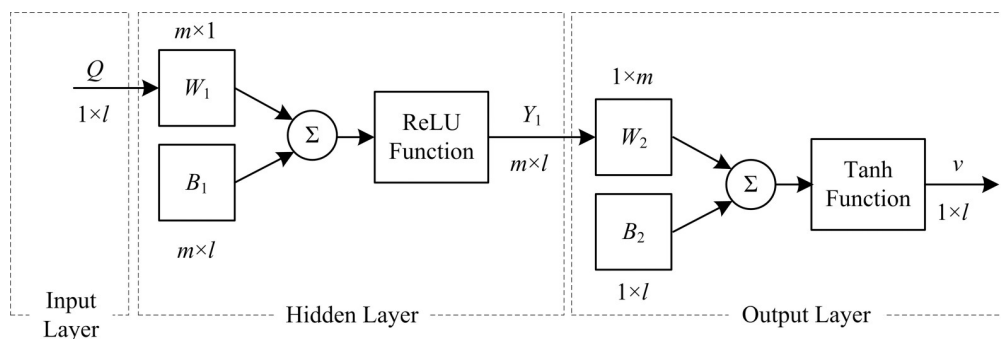 Q
1×l
Input
Layer
m×1
W₁
B₁
m×l
Σ
ReLU
Function
Y₁
m×l
Hidden Layer
1×m
W₂
B₂
1×l
Σ
Tanh
Function
v
1×l
Output Layer